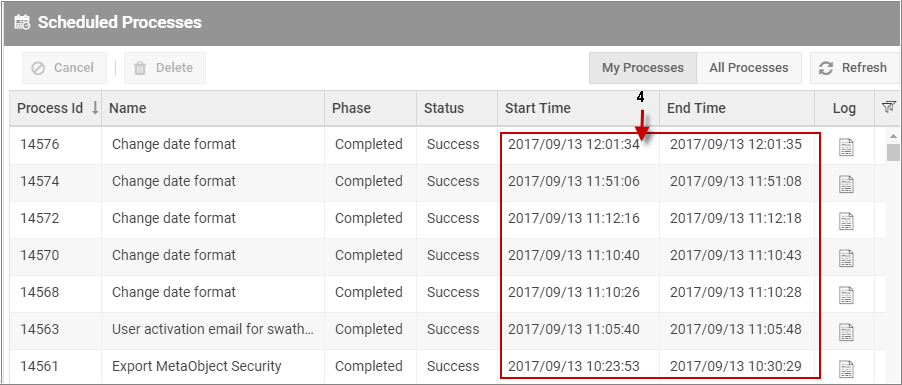 Scheduled Processes
Cancel Delete My Processes All Processes Refresh
4
Process Id Name Phase Status Start Time End Time Log
14576 Change date format Completed Success 2017/09/13 12:01:34 2017/09/13 12:01:35
14574 Change date format Completed Success 2017/09/13 11:51:06 2017/09/13 11:51:08
14572 Change date format Completed Success 2017/09/13 11:12:16 2017/09/13 11:12:18
14570 Change date format Completed Success 2017/09/13 11:10:40 2017/09/13 11:10:43
14568 Change date format Completed Success 2017/09/13 11:10:26 2017/09/13 11:10:28
14563 User activation email for swath... Completed Success 2017/09/13 11:05:40 2017/09/13 11:05:48
14561 Export MetaObject Security Completed Success 2017/09/13 10:23:53 2017/09/13 10:30:29